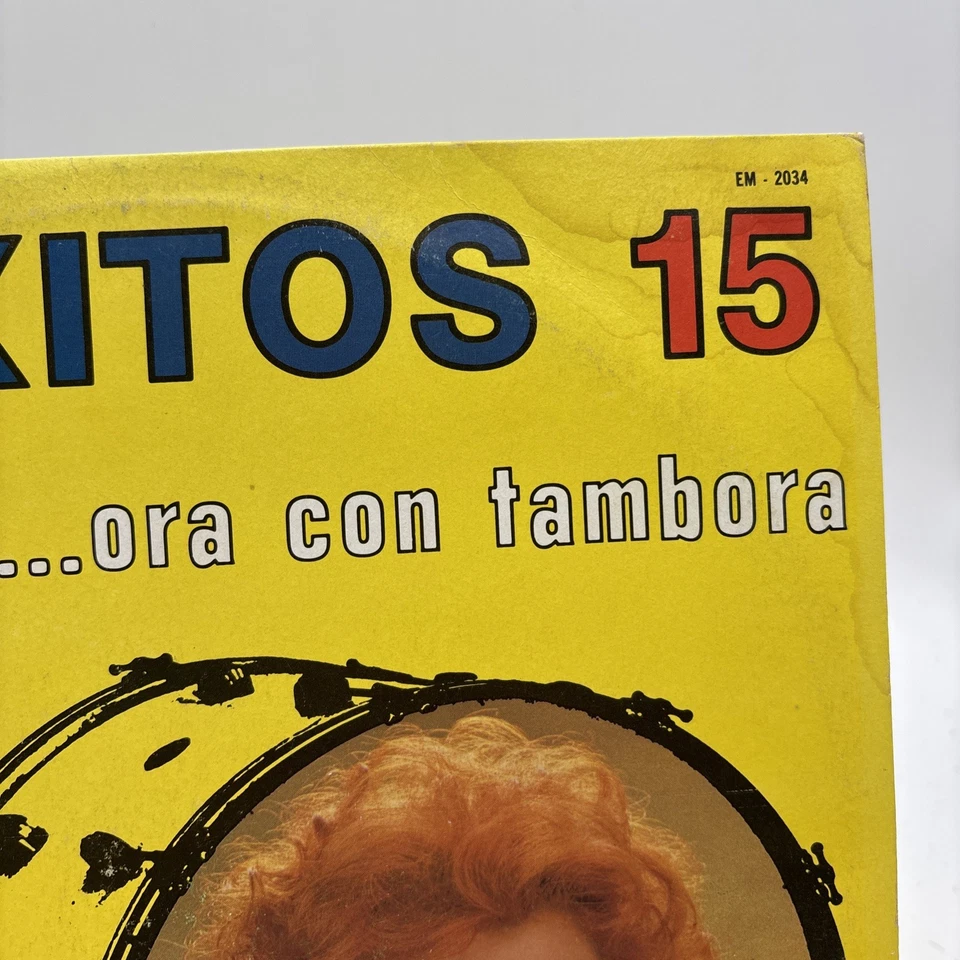 EM - 2034
XITOS 15
...ora con tambora